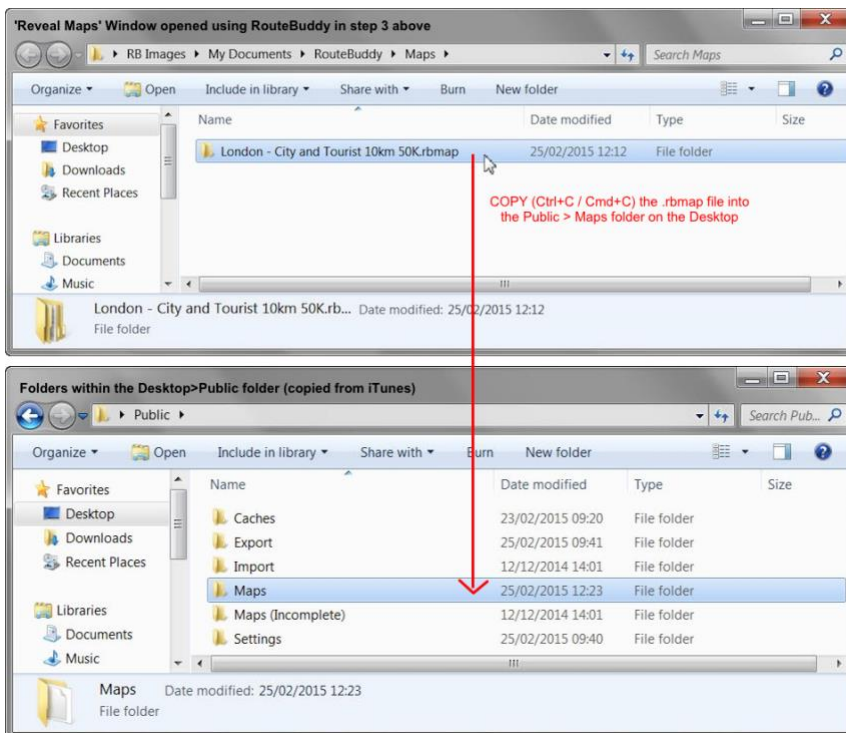 'Reveal Maps' Window opened using RouteBuddy in step 3 above
RB Images My Documents RouteBuddy Maps
Search Maps
Organize Open Include in library Share with Burn New folder
Favorites
Desktop
Downloads
Recent Places
Libraries
Documents
Music
Name Date modified Type Size
London - City and Tourist 10km 50K.rbmap 25/02/2015 12:12 File folder
COPY (Ctrl+C / Cmd+C) the .rbmap file into
the Public > Maps folder on the Desktop
London - City and Tourist 10km 50K.rb... Date modified: 25/02/2015 12:12
File folder
Folders within the Desktop>Public folder (copied from iTunes)
Public
Search Pub...
Organize Open Include in library Share with Burn New folder
Favorites
Desktop
Downloads
Recent Places
Libraries
Documents
Music
Name Date modified Type Size
Caches 23/02/2015 09:20 File folder
Export 25/02/2015 09:41 File folder
Import 12/12/2014 14:01 File folder
Maps 25/02/2015 12:23 File folder
Maps (Incomplete) 12/12/2014 14:01 File folder
Settings 25/02/2015 09:40 File folder
Maps Date modified: 25/02/2015 12:23
File folder